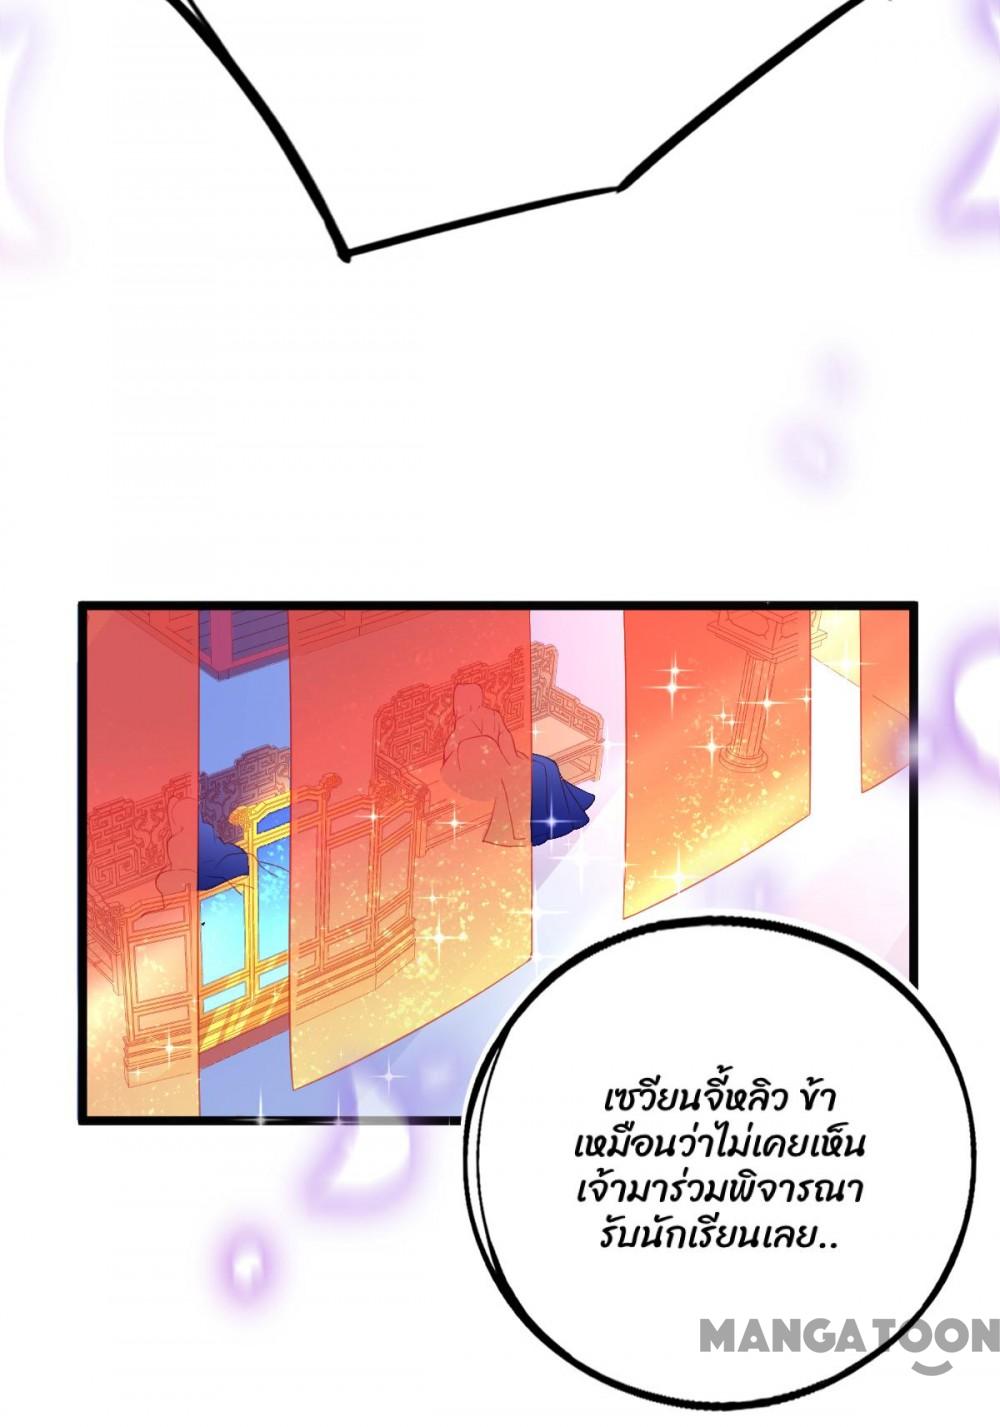 เซวียนจี้หลิว ข้า
เหมือนว่าไม่เคยเห็น
เจ้ามาร่วมพิจารณา
รับนักเรียนเลย..
MANGATOON